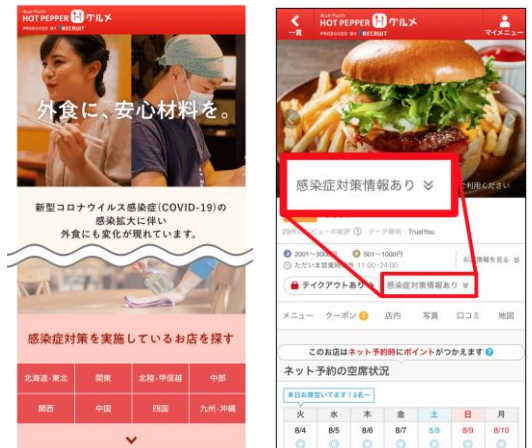 ホットペッパー
HOT PEPPER グルメ
PRODUCED BY RECRUIT
外食に、安心材料を。
新型コロナウイルス感染症(COVID-19)の
感染拡大に伴い
外食にも変化が現れています。
感染症対策を実施しているお店を探す
北海道・東北 関東 北陸・甲信越 中部
関西 中国 四国 九州・沖縄
一覧
ホットペッパー
HOT PEPPER グルメ
PRODUCED BY RECRUIT
マイメニュー
ご利用ください
感染症対策情報あり
データ提供：TrustYou
2001～3000円 501～1000円
11:00~24:00
テイクアウトあり 感染症対策情報あり
メニュー クーポン 店内 写真 口コミ 地図
このお店はネット予約時にポイントがつかえます
ネット予約の空席状況
本日お席空いてます！2名～
火 水 木 金 土 日 月
8/4 8/5 8/6 8/7 8/8 8/9 8/10
◎ ◎ ◎ ◎ ◎ ◎ ◎